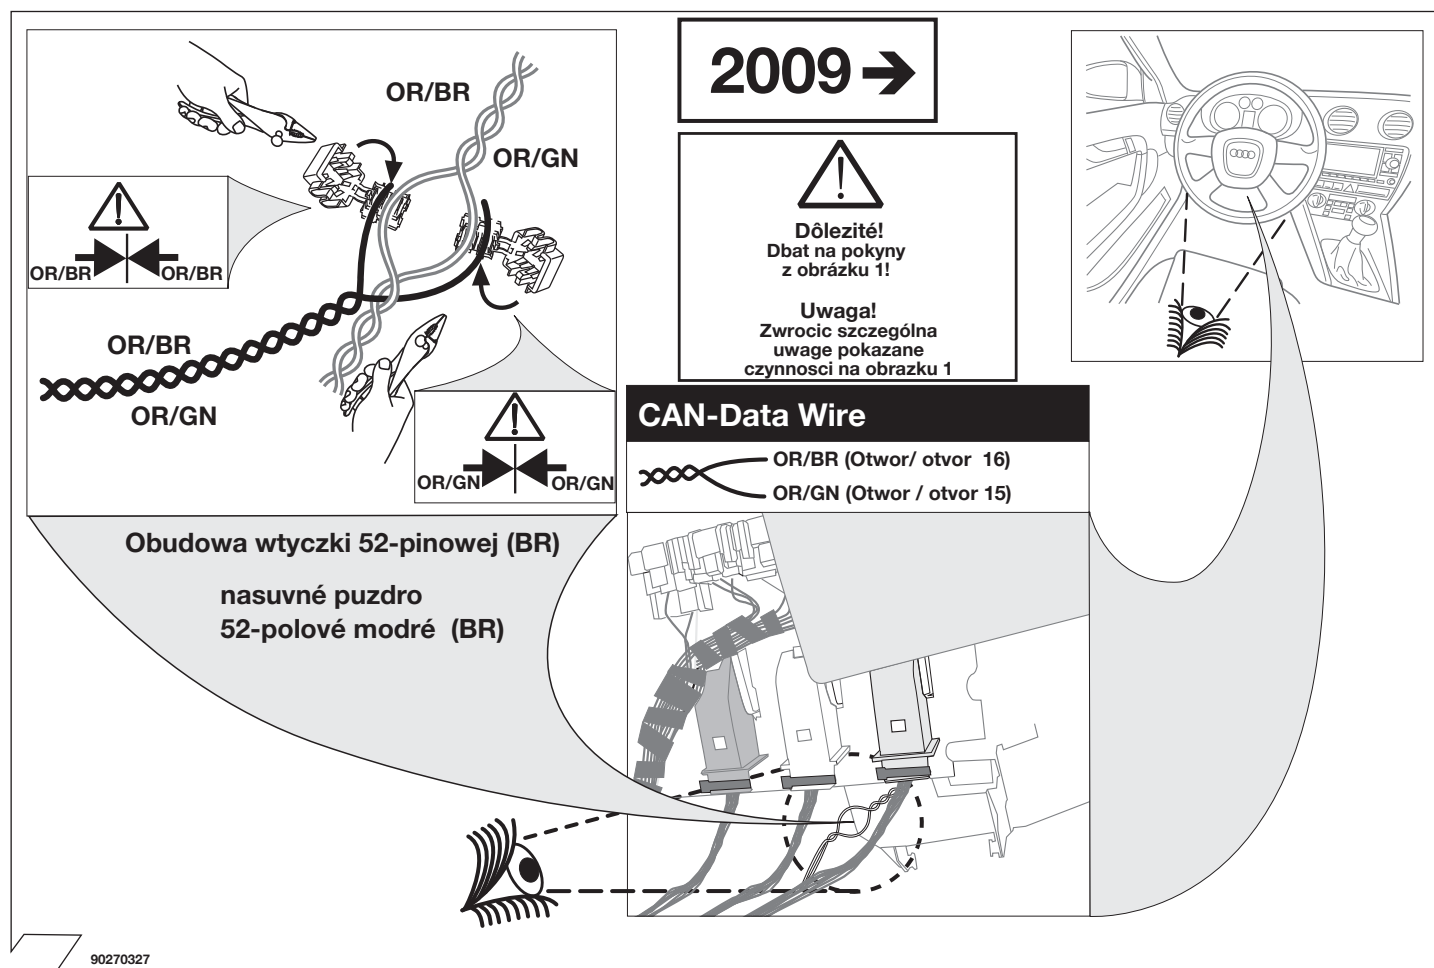 OR/BR
OR/GN
OR/BR
OR/BR
OR/BR
OR/GN
OR/GN
OR/GN
2009
Dôlezité!
Dbat na pokyny
z obrázku 1!
Uwaga!
Zwrocic szczególna
uwage pokazane
czynnosci na obrazku 1
CAN-Data Wire
OR/BR (Otwor/ otvor 16)
OR/GN (Otwor / otvor 15)
Obudowa wtyczki 52-pinowej (BR)
nasuvné puzdro
52-polové modré (BR)
90270327